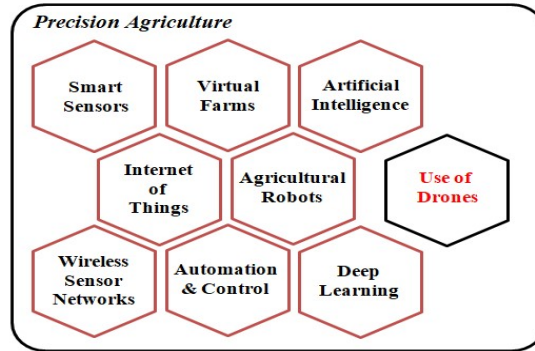 Precision Agriculture
Smart
Sensors
Virtual
Farms
Artificial
Intelligence
Internet
of
Things
Agricultural
Robots
Use of
Drones
Wireless
Sensor
Networks
Automation
& Control
Deep
Learning